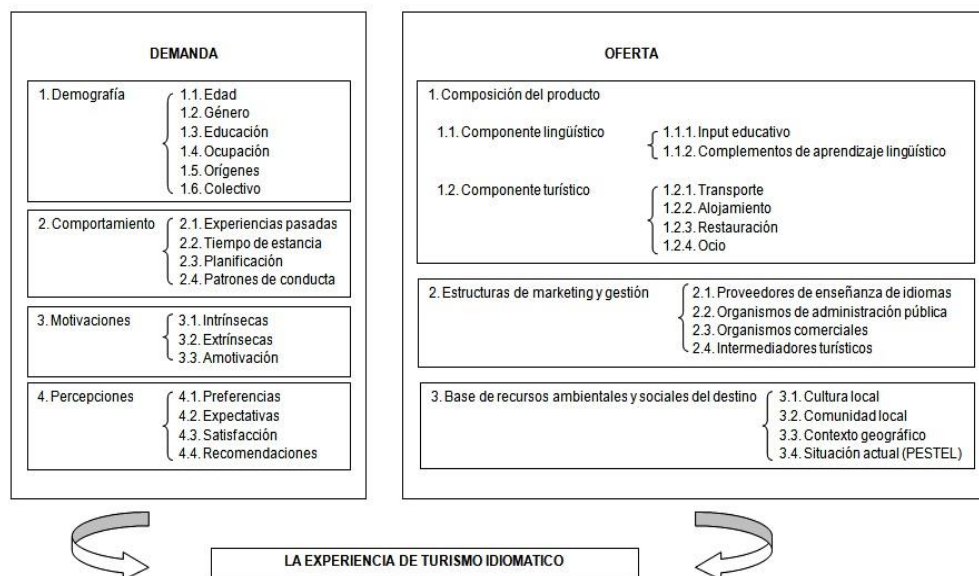 DEMANDA
1. Demografía
1.1. Edad
1.2. Género
1.3. Educación
1.4. Ocupación
1.5. Orígenes
1.6. Colectivo
2. Comportamiento
2.1. Experiencias pasadas
2.2. Tiempo de estancia
2.3. Planificación
2.4. Patrones de conducta
3. Motivaciones
3.1. Intrínsecas
3.2. Extrínsecas
3.3. Amotivación
4. Percepciones
4.1. Preferencias
4.2. Expectativas
4.3. Satisfacción
4.4. Recomendaciones
OFERTA
1. Composición del producto
1.1. Componente lingüístico
1.1.1. Input educativo
1.1.2. Complementos de aprendizaje lingüístico
1.2. Componente turístico
1.2.1. Transporte
1.2.2. Alojamiento
1.2.3. Restauración
1.2.4. Ocio
2. Estructuras de marketing y gestión
2.1. Proveedores de enseñanza de idiomas
2.2. Organismos de administración pública
2.3. Organismos comerciales
2.4. Intermediadores turísticos
3. Base de recursos ambientales y sociales del destino
3.1. Cultura local
3.2. Comunidad local
3.3. Contexto geográfico
3.4. Situación actual (PESTEL)
LA EXPERIENCIA DE TURISMO IDIOMATICO